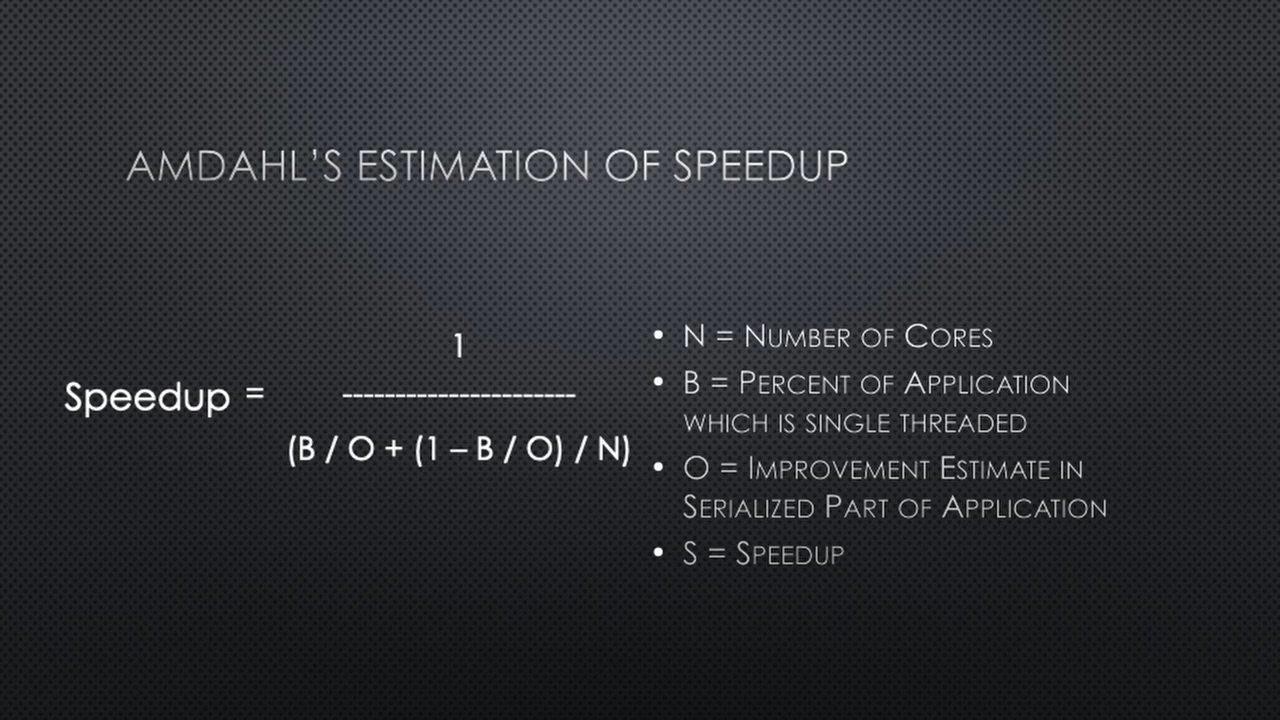 AMDAHL’S ESTIMATION OF SPEEDUP
1
Speedup = ----------------------
(B / O + (1 – B / O) / N)
• N = NUMBER OF CORES
• B = PERCENT OF APPLICATION
WHICH IS SINGLE THREADED
• O = IMPROVEMENT ESTIMATE IN
SERIALIZED PART OF APPLICATION
• S = SPEEDUP